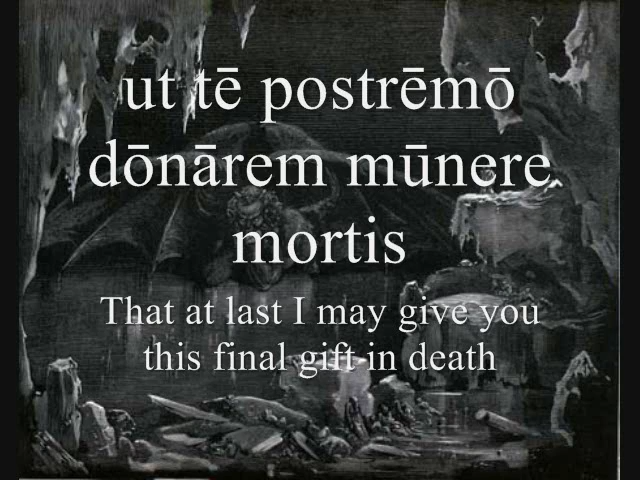 ut tē postrēmō
dōnārem mūnere
mortis
That at last I may give you
this final gift in death